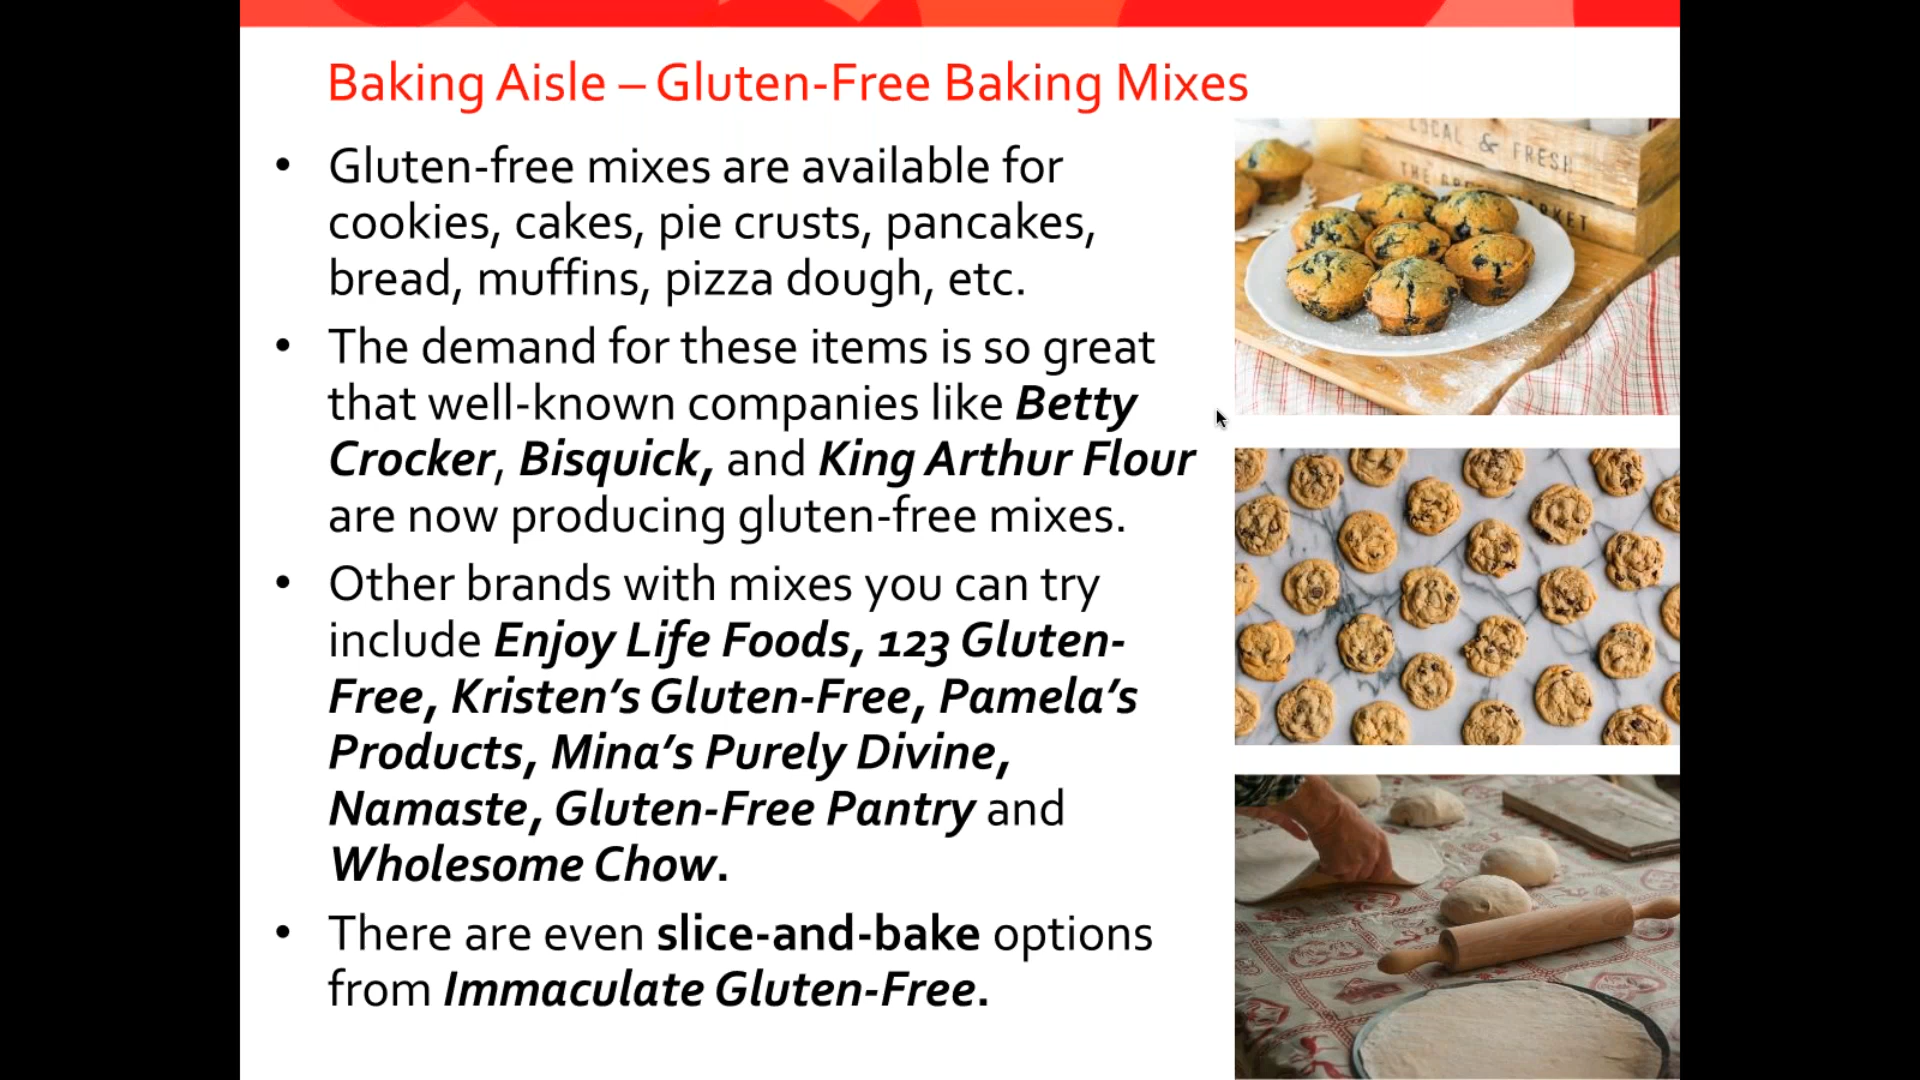 Baking Aisle – Gluten-Free Baking Mixes
• Gluten-free mixes are available for
cookies, cakes, pie crusts, pancakes,
bread, muffins, pizza dough, etc.
• The demand for these items is so great
that well-known companies like Betty
Crocker, Bisquick, and King Arthur Flour
are now producing gluten-free mixes.
• Other brands with mixes you can try
include Enjoy Life Foods, 123 Gluten-
Free, Kristen’s Gluten-Free, Pamela’s
Products, Mina’s Purely Divine,
Namaste, Gluten-Free Pantry and
Wholesome Chow.
• There are even slice-and-bake options
from Immaculate Gluten-Free.
LOCAL & FRESH
THE